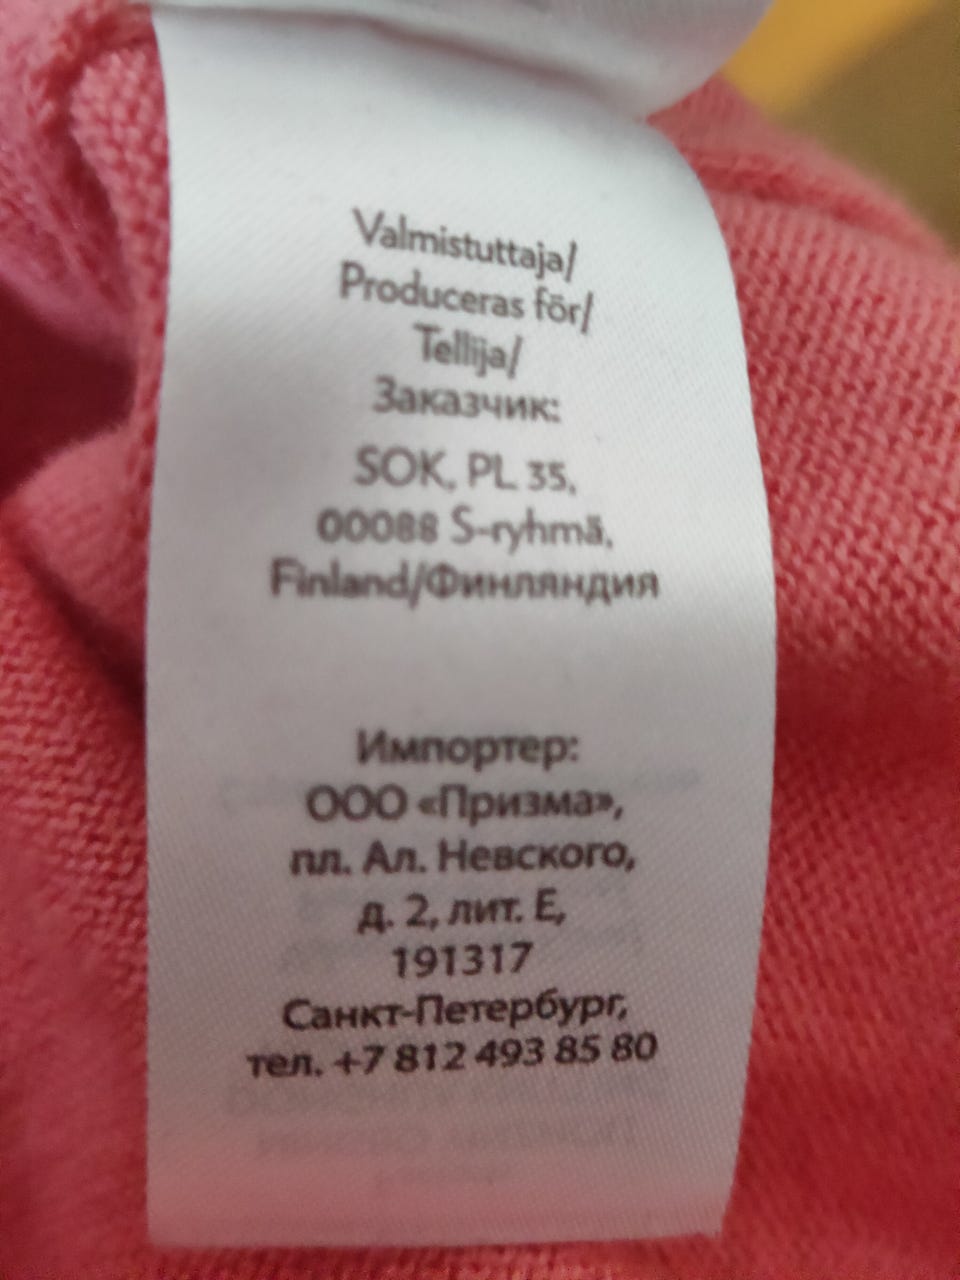 Valmistuttaja/
Produceras för/
Tellija/
Заказчик:
SOK, PL 35,
00088 S-ryhmä,
Finland/Финляндия
Импортер:
ООО «Призма»,
пл. Ал. Невского,
д. 2, лит. Е,
191317
Санкт-Петербург,
тел. +7 812 493 85 80